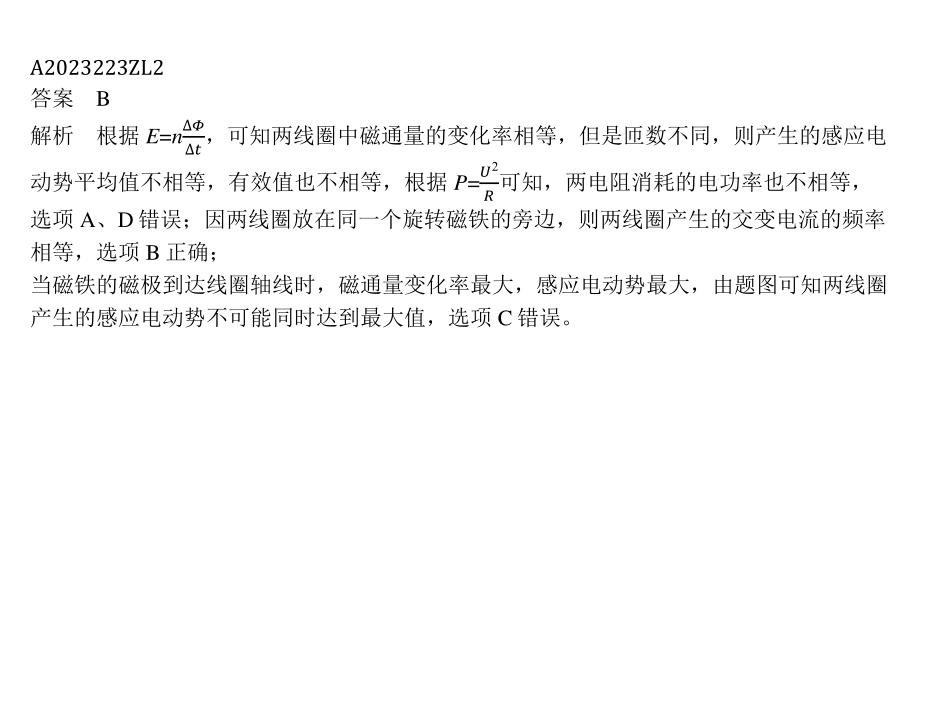 A2023223ZL2
答案　B
解析　根据 E=n\frac{ΔΦ}{Δt}，可知两线圈中磁通量的变化率相等，但是匝数不同，则产生的感应电
动势平均值不相等，有效值也不相等，根据 P=\frac{U^2}{R}可知，两电阻消耗的电功率也不相等，
选项 A、D 错误；因两线圈放在同一个旋转磁铁的旁边，则两线圈产生的交变电流的频率
相等，选项 B 正确；
当磁铁的磁极到达线圈轴线时，磁通量变化率最大，感应电动势最大，由题图可知两线圈
产生的感应电动势不可能同时达到最大值，选项 C 错误。